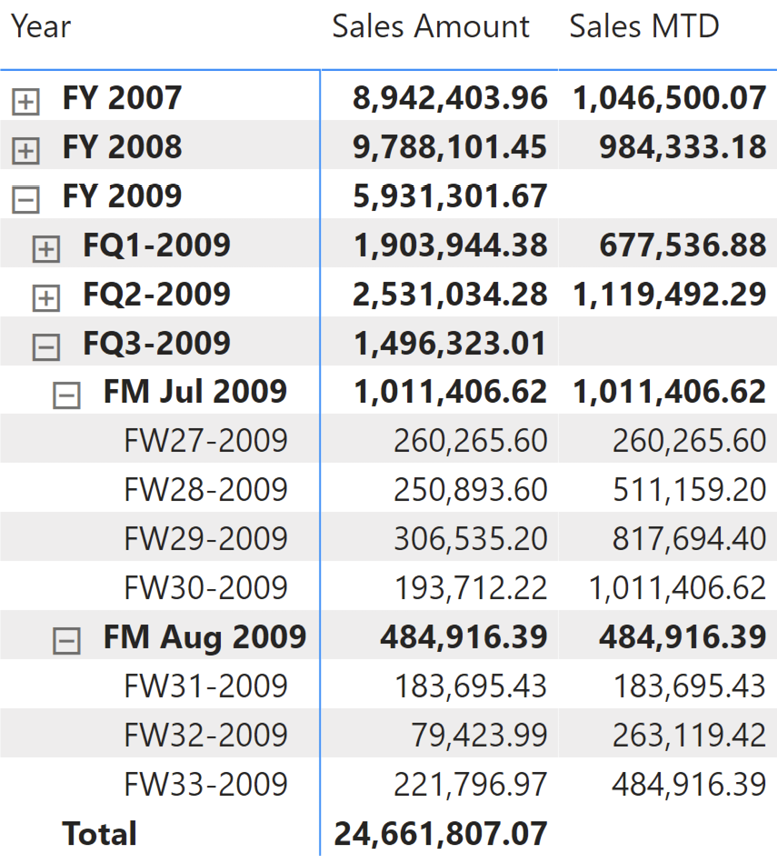 Year Sales Amount Sales MTD
FY 2007 8,942,403.96 1,046,500.07
FY 2008 9,788,101.45 984,333.18
FY 2009 5,931,301.67
FQ1-2009 1,903,944.38 677,536.88
FQ2-2009 2,531,034.28 1,119,492.29
FQ3-2009 1,496,323.01
FM Jul 2009 1,011,406.62 1,011,406.62
FW27-2009 260,265.60 260,265.60
FW28-2009 250,893.60 511,159.20
FW29-2009 306,535.20 817,694.40
FW30-2009 193,712.22 1,011,406.62
FM Aug 2009 484,916.39 484,916.39
FW31-2009 183,695.43 183,695.43
FW32-2009 79,423.99 263,119.42
FW33-2009 221,796.97 484,916.39
Total 24,661,807.07